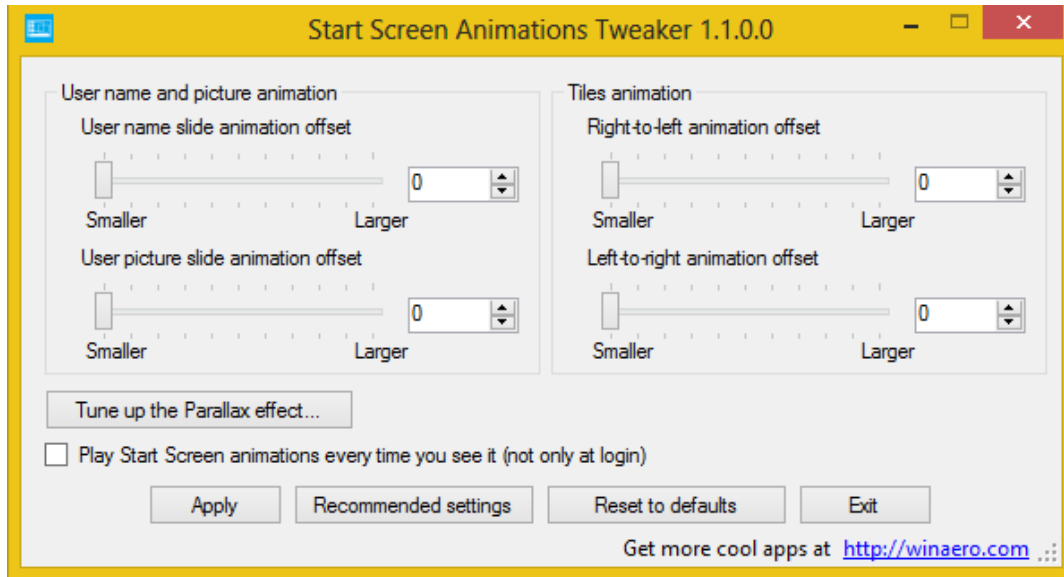 Start Screen Animations Tweaker 1.1.0.0
User name and picture animation
User name slide animation offset
0
Smaller Larger
User picture slide animation offset
0
Smaller Larger
Tiles animation
Right-to-left animation offset
0
Smaller Larger
Left-to-right animation offset
0
Smaller Larger
Tune up the Parallax effect...
Play Start Screen animations every time you see it (not only at login)
Apply Recommended settings Reset to defaults Exit
Get more cool apps at http://winaero.com